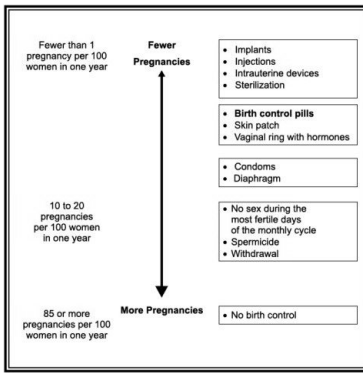 Fewer than 1
pregnancy per 100
women in one year
Fewer
Pregnancies
• Implants
• Injections
• Intrauterine devices
• Sterilization
• Birth control pills
• Skin patch
• Vaginal ring with hormones
• Condoms
• Diaphragm
10 to 20
pregnancies
per 100 women
in one year
• No sex during the
most fertile days
of the monthly cycle
• Spermicide
• Withdrawal
85 or more
pregnancies per 100
women in one year
More Pregnancies
• No birth control